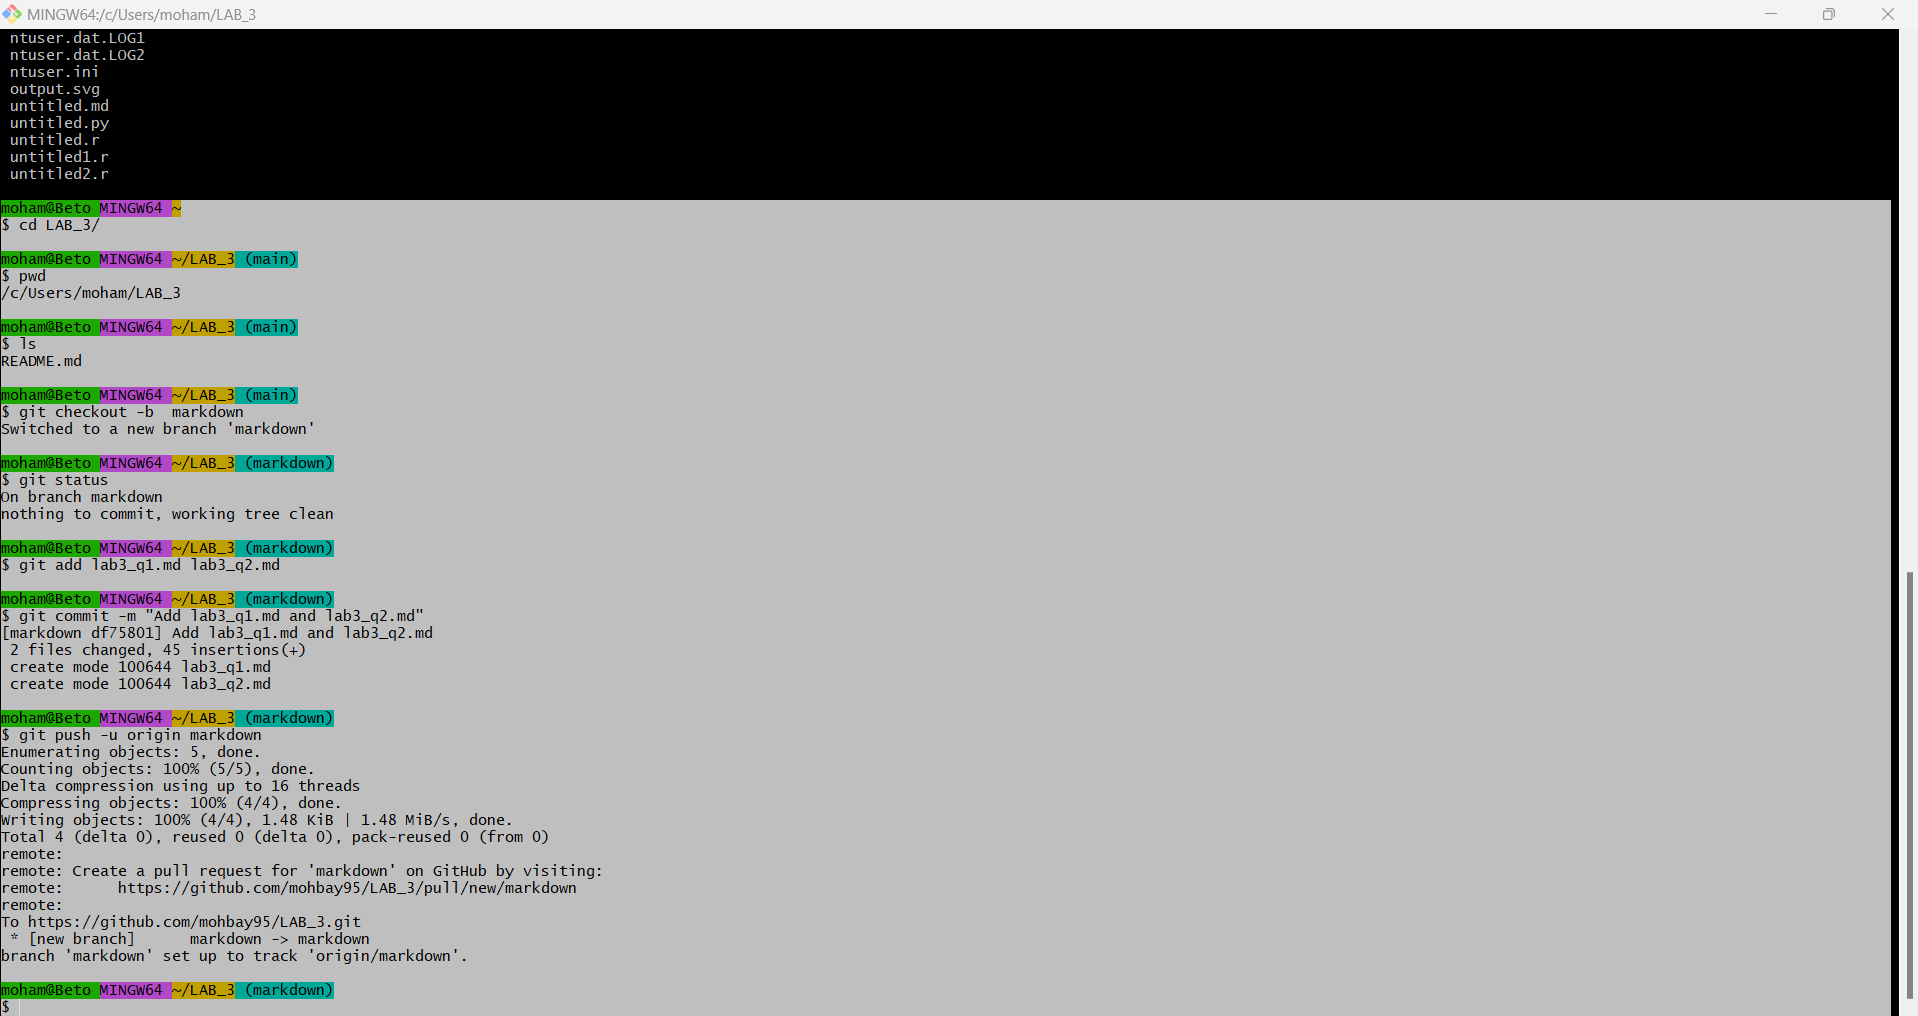 MINGW64:/c/Users/moham/LAB_3
ntuser.dat.LOG1
ntuser.dat.LOG2
ntuser.ini
output.svg
untitled.md
untitled.py
untitled.r
untitled1.r
untitled2.r
moham@Beto MINGW64 ~
$ cd LAB_3/
moham@Beto MINGW64 ~/LAB_3 (main)
$ pwd
/c/Users/moham/LAB_3
moham@Beto MINGW64 ~/LAB_3 (main)
$ ls
README.md
moham@Beto MINGW64 ~/LAB_3 (main)
$ git checkout -b  markdown
Switched to a new branch 'markdown'
moham@Beto MINGW64 ~/LAB_3 (markdown)
$ git status
On branch markdown
nothing to commit, working tree clean
moham@Beto MINGW64 ~/LAB_3 (markdown)
$ git add lab3_q1.md lab3_q2.md
moham@Beto MINGW64 ~/LAB_3 (markdown)
$ git commit -m "Add lab3_q1.md and lab3_q2.md"
[markdown df75801] Add lab3_q1.md and lab3_q2.md
 2 files changed, 45 insertions(+)
 create mode 100644 lab3_q1.md
 create mode 100644 lab3_q2.md
moham@Beto MINGW64 ~/LAB_3 (markdown)
$ git push -u origin markdown
Enumerating objects: 5, done.
Counting objects: 100% (5/5), done.
Delta compression using up to 16 threads
Compressing objects: 100% (4/4), done.
Writing objects: 100% (4/4), 1.48 KiB | 1.48 MiB/s, done.
Total 4 (delta 0), reused 0 (delta 0), pack-reused 0 (from 0)
remote:
remote: Create a pull request for 'markdown' on GitHub by visiting:
remote:      https://github.com/mohbay95/LAB_3/pull/new/markdown
remote:
To https://github.com/mohbay95/LAB_3.git
 * [new branch]      markdown -> markdown
branch 'markdown' set up to track 'origin/markdown'.
moham@Beto MINGW64 ~/LAB_3 (markdown)
$